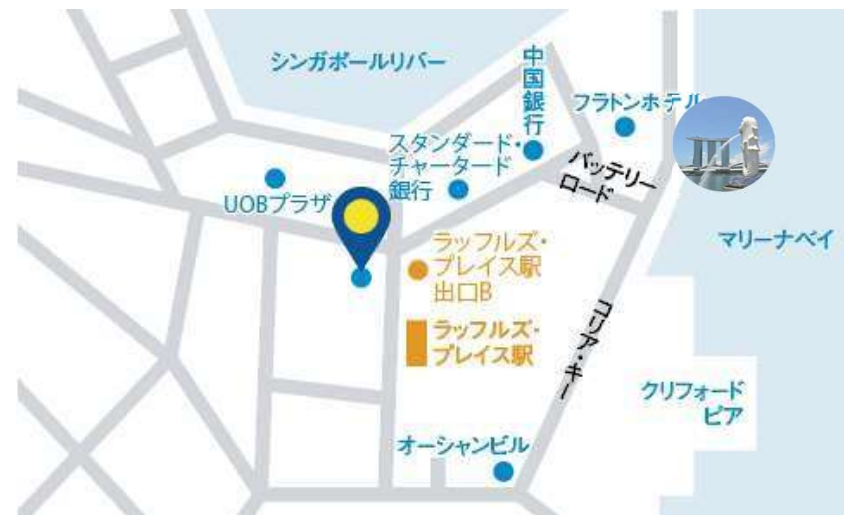 シンガポールリバー
中国銀行
フラトンホテル
スタンダード・
チャータード
銀行
バッテリー
ロード
UOBプラザ
マリーナベイ
ラッフルズ・
プレイス駅
出口B
ラッフルズ・
プレイス駅
コリア・キー
クリフォード
ピア
オーシャンビル